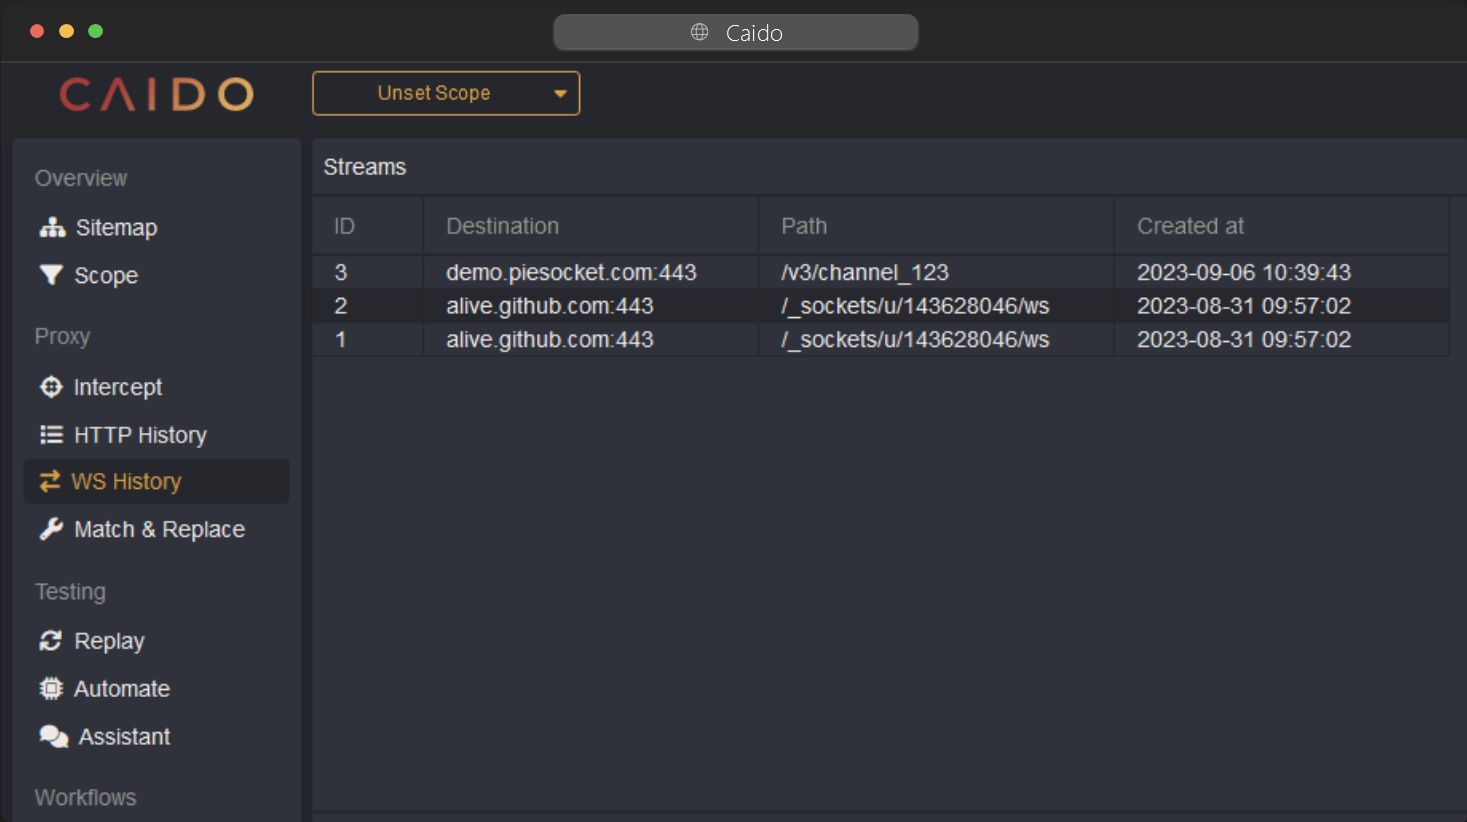 Caido
CAIDO
Unset Scope
Overview
Sitemap
Scope
Proxy
Intercept
HTTP History
WS History
Match & Replace
Testing
Replay
Automate
Assistant
Workflows
Streams
ID Destination Path Created at
3 demo.piesocket.com:443 /v3/channel_123 2023-09-06 10:39:43
2 alive.github.com:443 /_sockets/u/143628046/ws 2023-08-31 09:57:02
1 alive.github.com:443 /_sockets/u/143628046/ws 2023-08-31 09:57:02